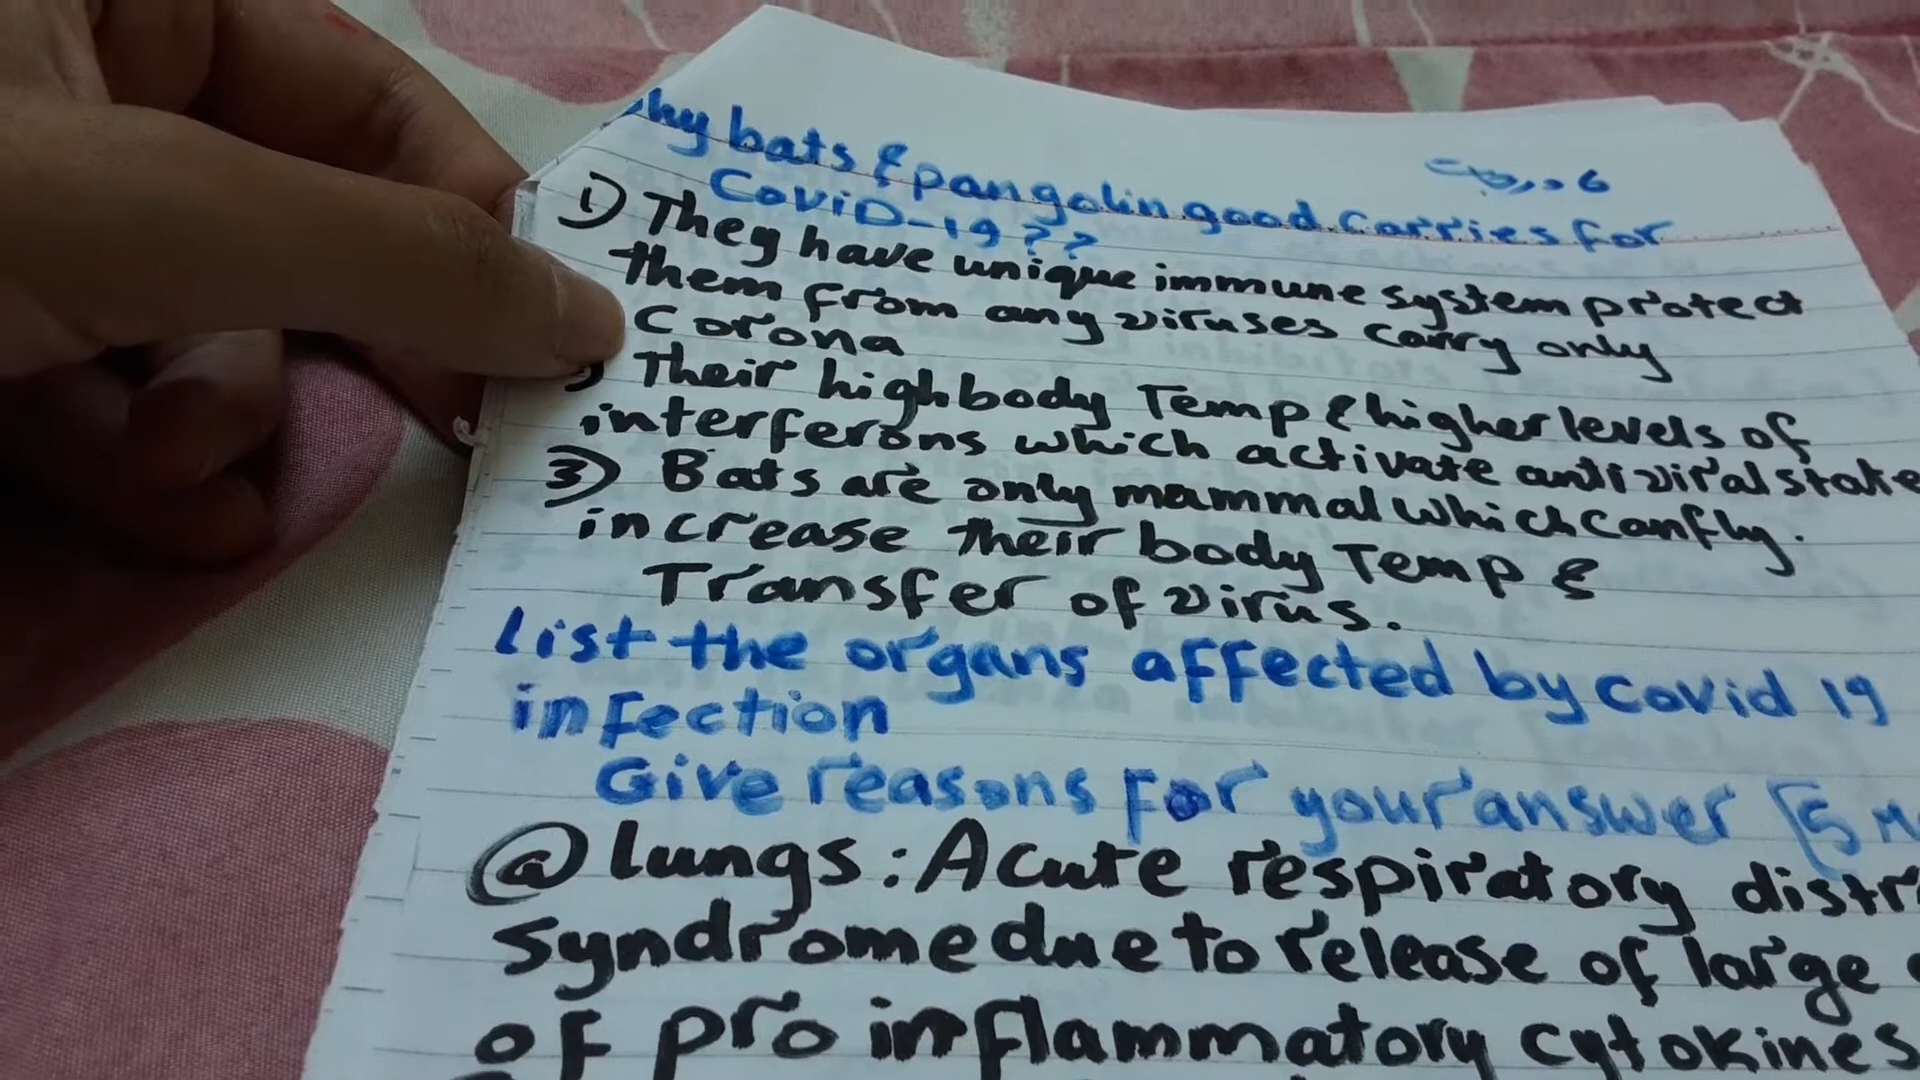 hy bats & pangolin good Carries for
CoviD-19??
1) They have unique immune system protect
them from any viruses carry only
Corona
Their high body Temp & higher levels of
interferons which activate antiviral state
3) Bats are only mammal which can fly.
increase their body Temp &
Transfer of virus.
List the organs affected by Covid 19
infection
Give reasons for your answer [5 M
@ lungs: Acute respiratory distr
Syndrome due to release of large
of pro inflammatory cytokines